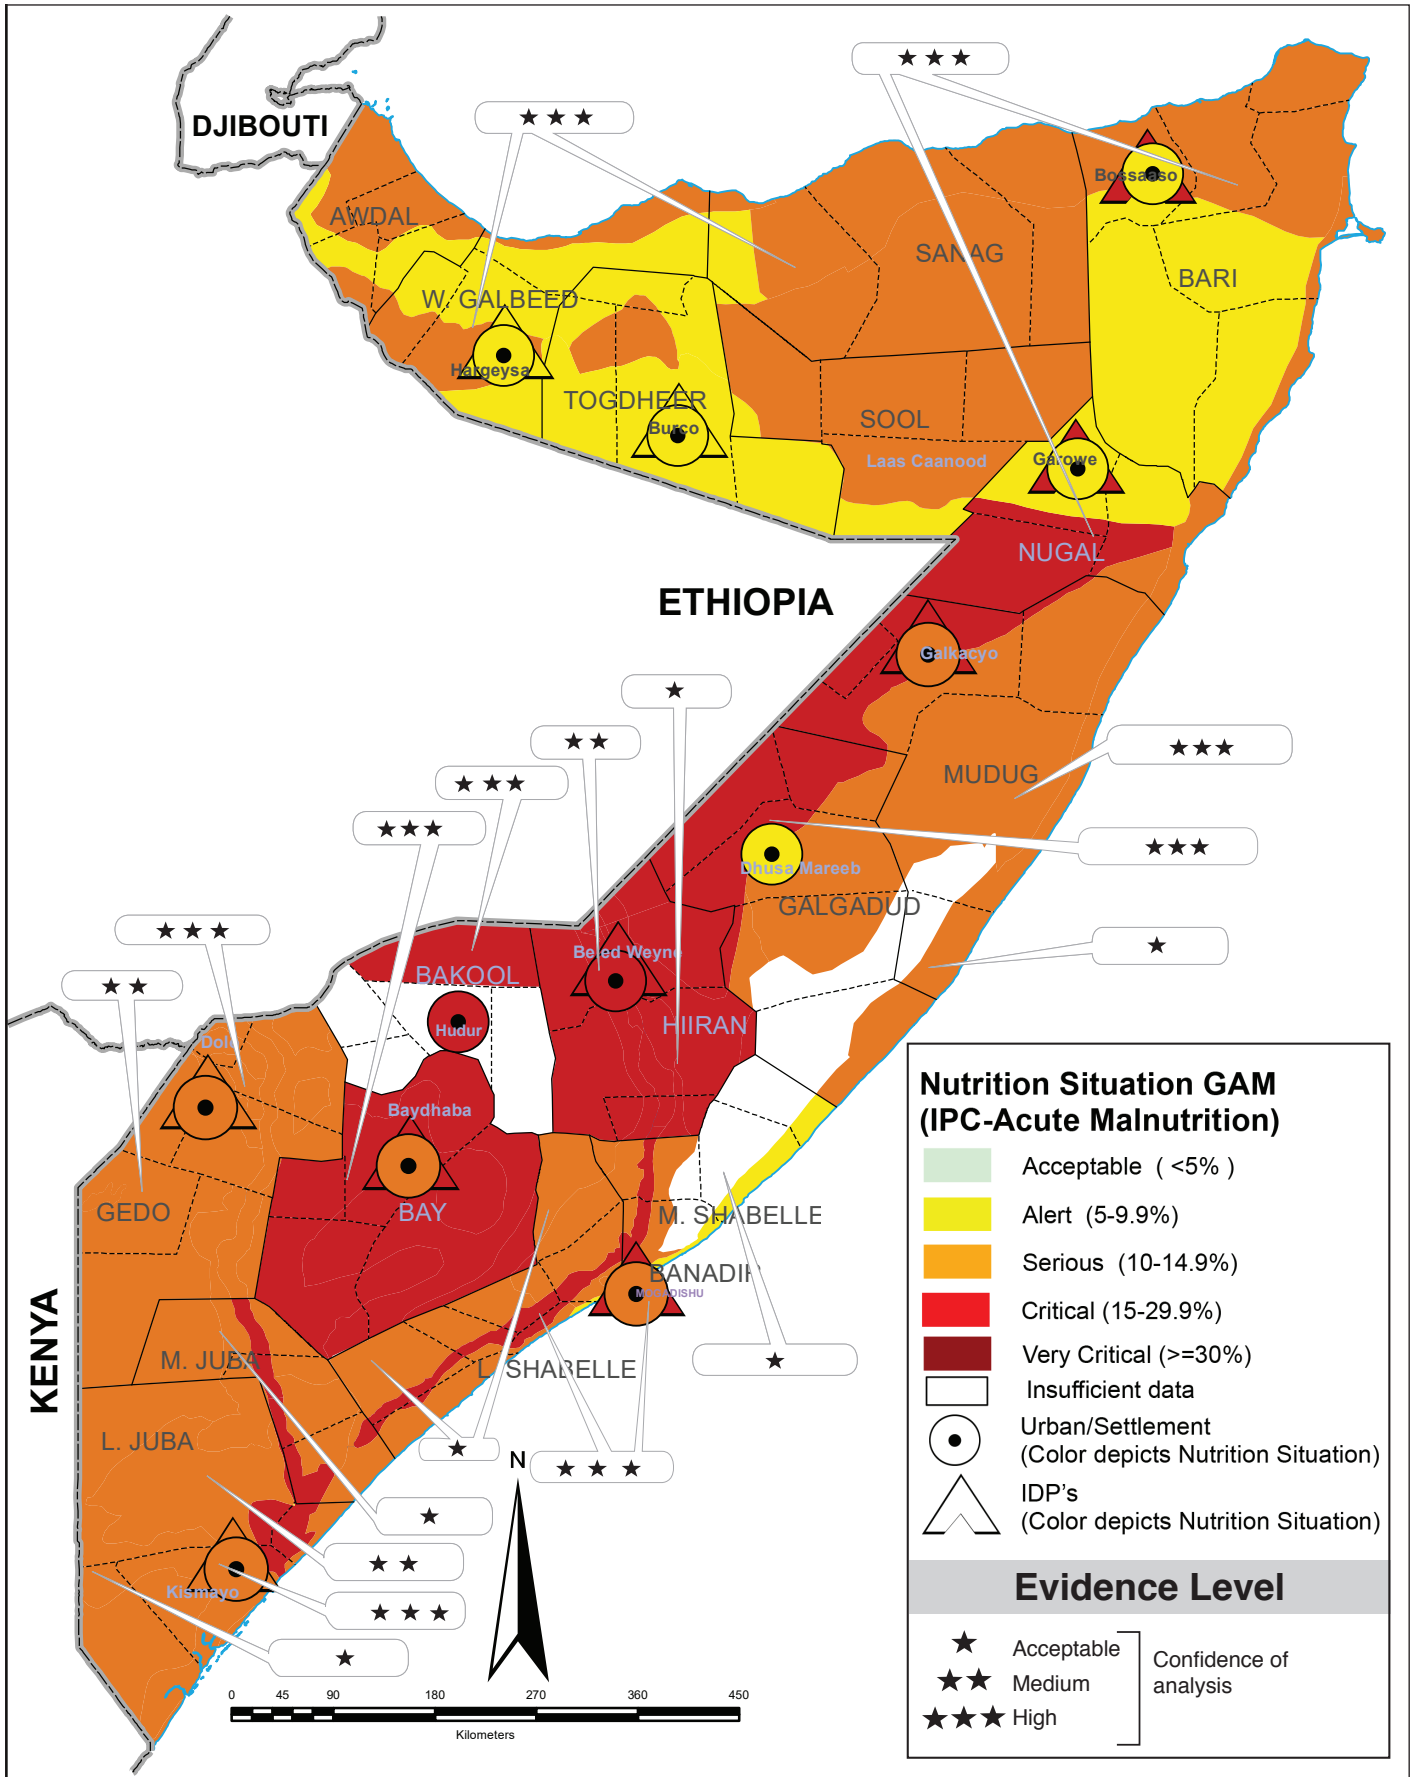 DJIBOUTI
AWDAL
W. GALBEED
Hargeysa
TOGDHEER
Burco
SANAG
SOOL
Laas Caanood
Bossaaso
BARI
Garowe
NUGAL
ETHIOPIA
Galkacyo
MUDUG
Dhusa Mareeb
GALGADUD
Beled Weyne
BAKOOL
HIIRAN
Hudur
Baydhaba
BAY
GEDO
M. SHABELLE
BANADIR
MOGADISHU
KENYA
M. JUBA
L. SHABELLE
L. JUBA
Kismayo
N
0 45 90 180 270 360 450
Kilometers
Nutrition Situation GAM
(IPC-Acute Malnutrition)
Acceptable ( <5% )
Alert (5-9.9%)
Serious (10-14.9%)
Critical (15-29.9%)
Very Critical (>=30%)
Insufficient data
Urban/Settlement
(Color depicts Nutrition Situation)
IDP's
(Color depicts Nutrition Situation)
Evidence Level
Acceptable
Medium
High
Confidence of
analysis